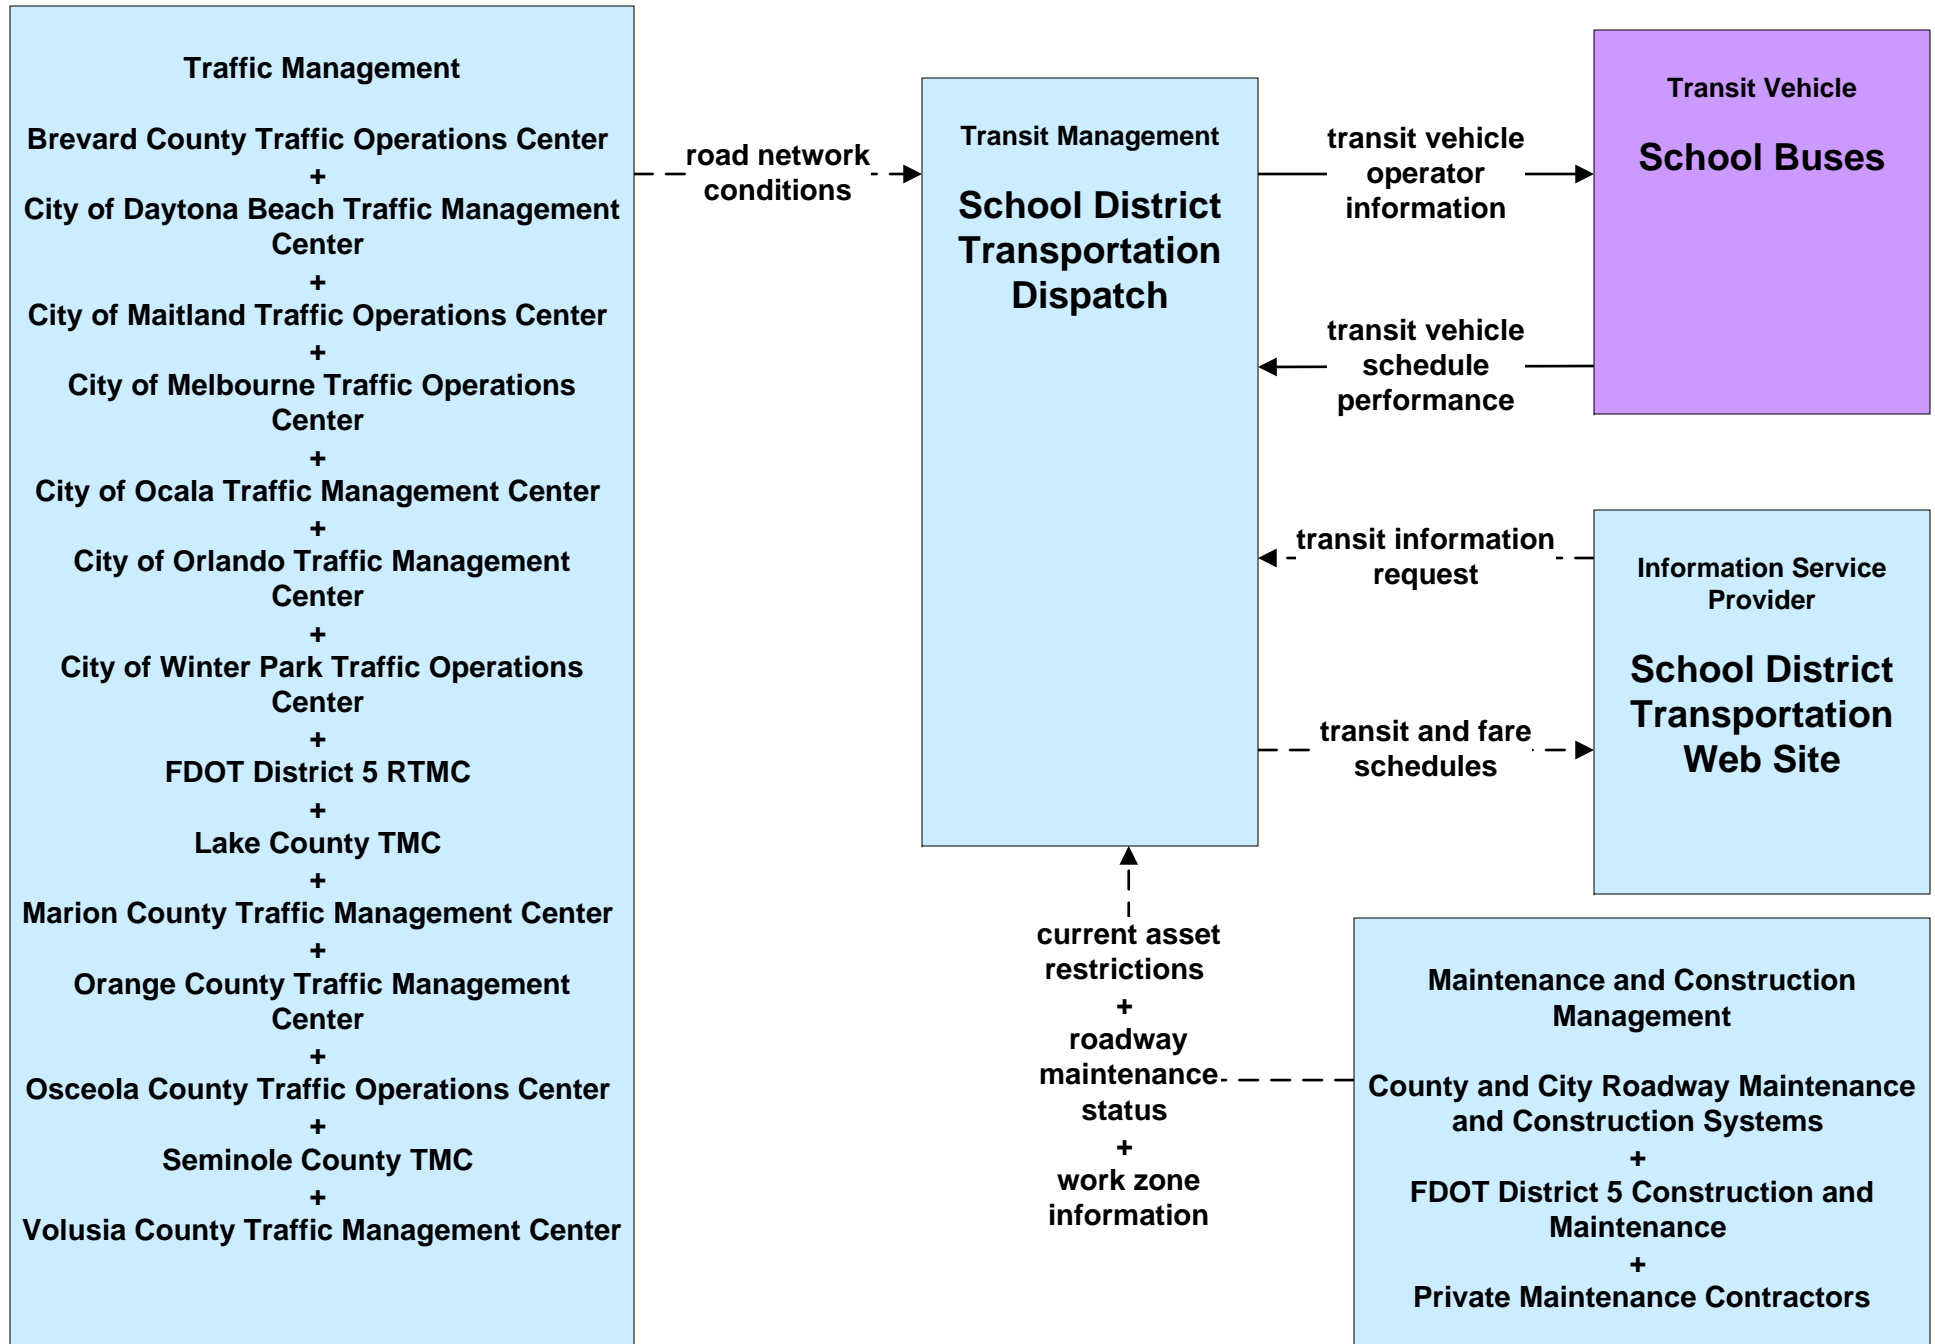 Traffic Management
Brevard County Traffic Operations Center
+
City of Daytona Beach Traffic Management
Center
+
City of Maitland Traffic Operations Center
+
City of Melbourne Traffic Operations
Center
+
City of Ocala Traffic Management Center
+
City of Orlando Traffic Management
Center
+
City of Winter Park Traffic Operations
Center
+
FDOT District 5 RTMC
+
Lake County TMC
+
Marion County Traffic Management Center
+
Orange County Traffic Management
Center
+
Osceola County Traffic Operations Center
+
Seminole County TMC
+
Volusia County Traffic Management Center
road network
conditions
Transit Management
School District
Transportation
Dispatch
transit vehicle
operator
information
transit vehicle
schedule
performance
Transit Vehicle
School Buses
transit information
request
transit and fare
schedules
Information Service
Provider
School District
Transportation
Web Site
current asset
restrictions
+
roadway
maintenance
status
+
work zone
information
Maintenance and Construction
Management
County and City Roadway Maintenance
and Construction Systems
+
FDOT District 5 Construction and
Maintenance
+
Private Maintenance Contractors